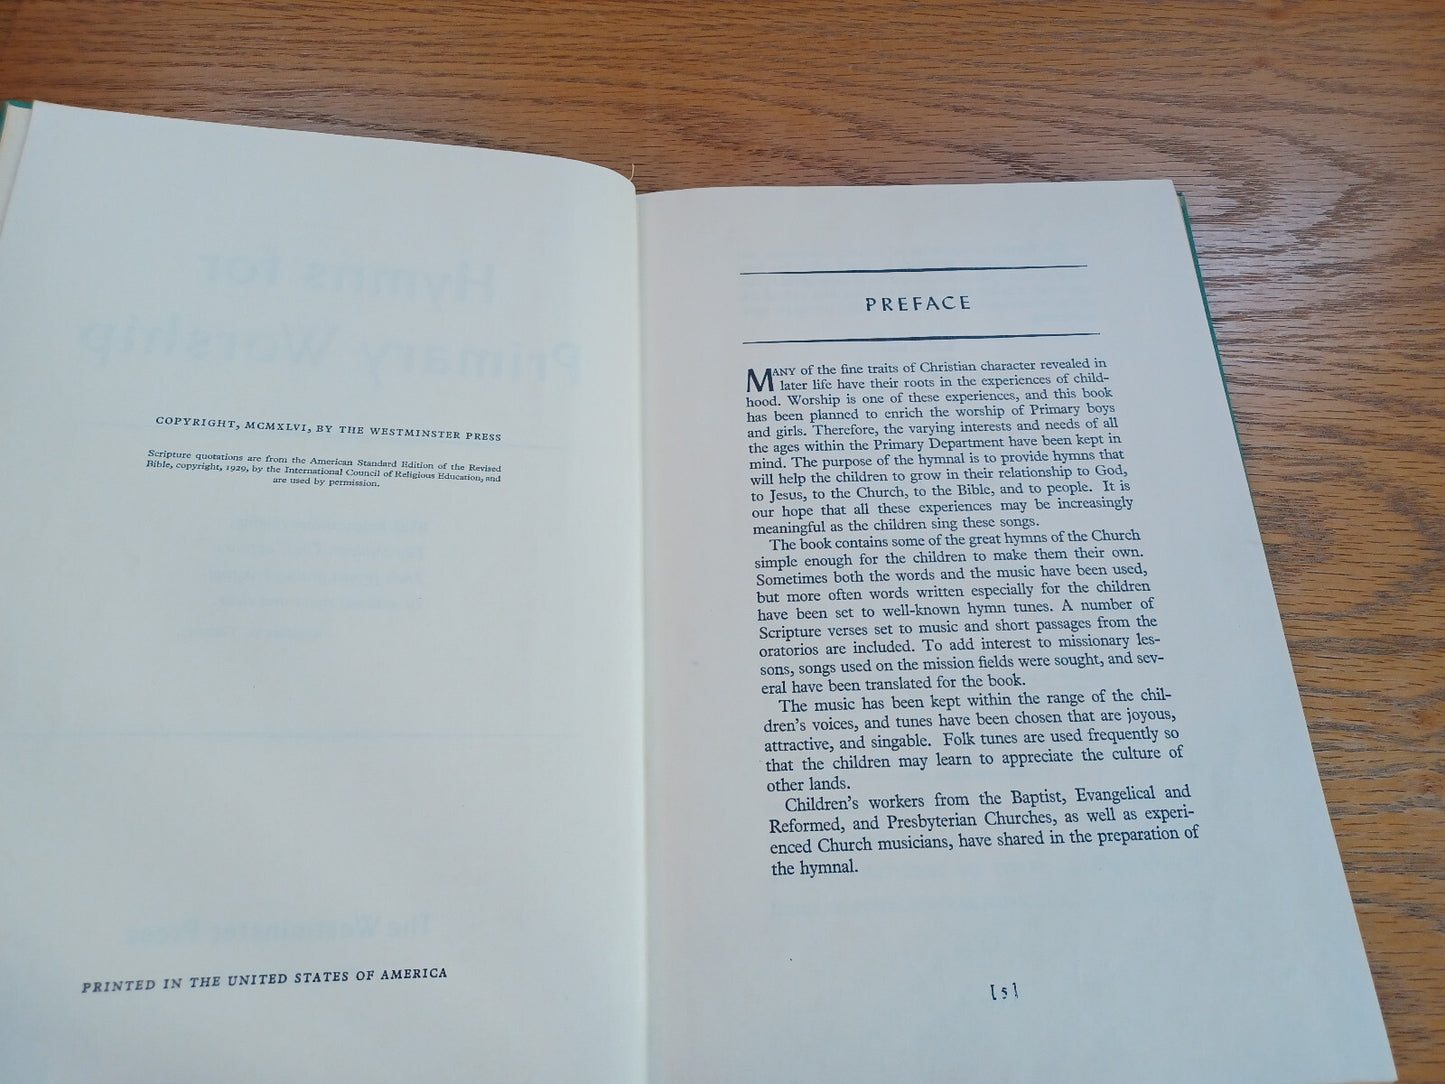 COPYRIGHT, MCMXLVI, BY THE WESTMINSTER PRESS
Scripture quotations are from the American Standard Edition of the Revised
Bible, copyright, 1929, by the International Council of Religious Education, and
are used by permission.
PRINTED IN THE UNITED STATES OF AMERICA
PREFACE
MANY of the fine traits of Christian character revealed in
later life have their roots in the experiences of child-
hood. Worship is one of these experiences, and this book
has been planned to enrich the worship of Primary boys
and girls. Therefore, the varying interests and needs of all
the ages within the Primary Department have been kept in
mind. The purpose of the hymnal is to provide hymns that
will help the children to grow in their relationship to God,
to Jesus, to the Church, to the Bible, and to people. It is
our hope that all these experiences may be increasingly
meaningful as the children sing these songs.
The book contains some of the great hymns of the Church
simple enough for the children to make them their own.
Sometimes both the words and the music have been used,
but more often words written especially for the children
have been set to well-known hymn tunes. A number of
Scripture verses set to music and short passages from the
oratorios are included. To add interest to missionary les-
sons, songs used on the mission fields were sought, and sev-
eral have been translated for the book.
The music has been kept within the range of the chil-
dren's voices, and tunes have been chosen that are joyous,
attractive, and singable. Folk tunes are used frequently so
that the children may learn to appreciate the culture of
other lands.
Children's workers from the Baptist, Evangelical and
Reformed, and Presbyterian Churches, as well as experi-
enced Church musicians, have shared in the preparation of
the hymnal.
[ 5 ]